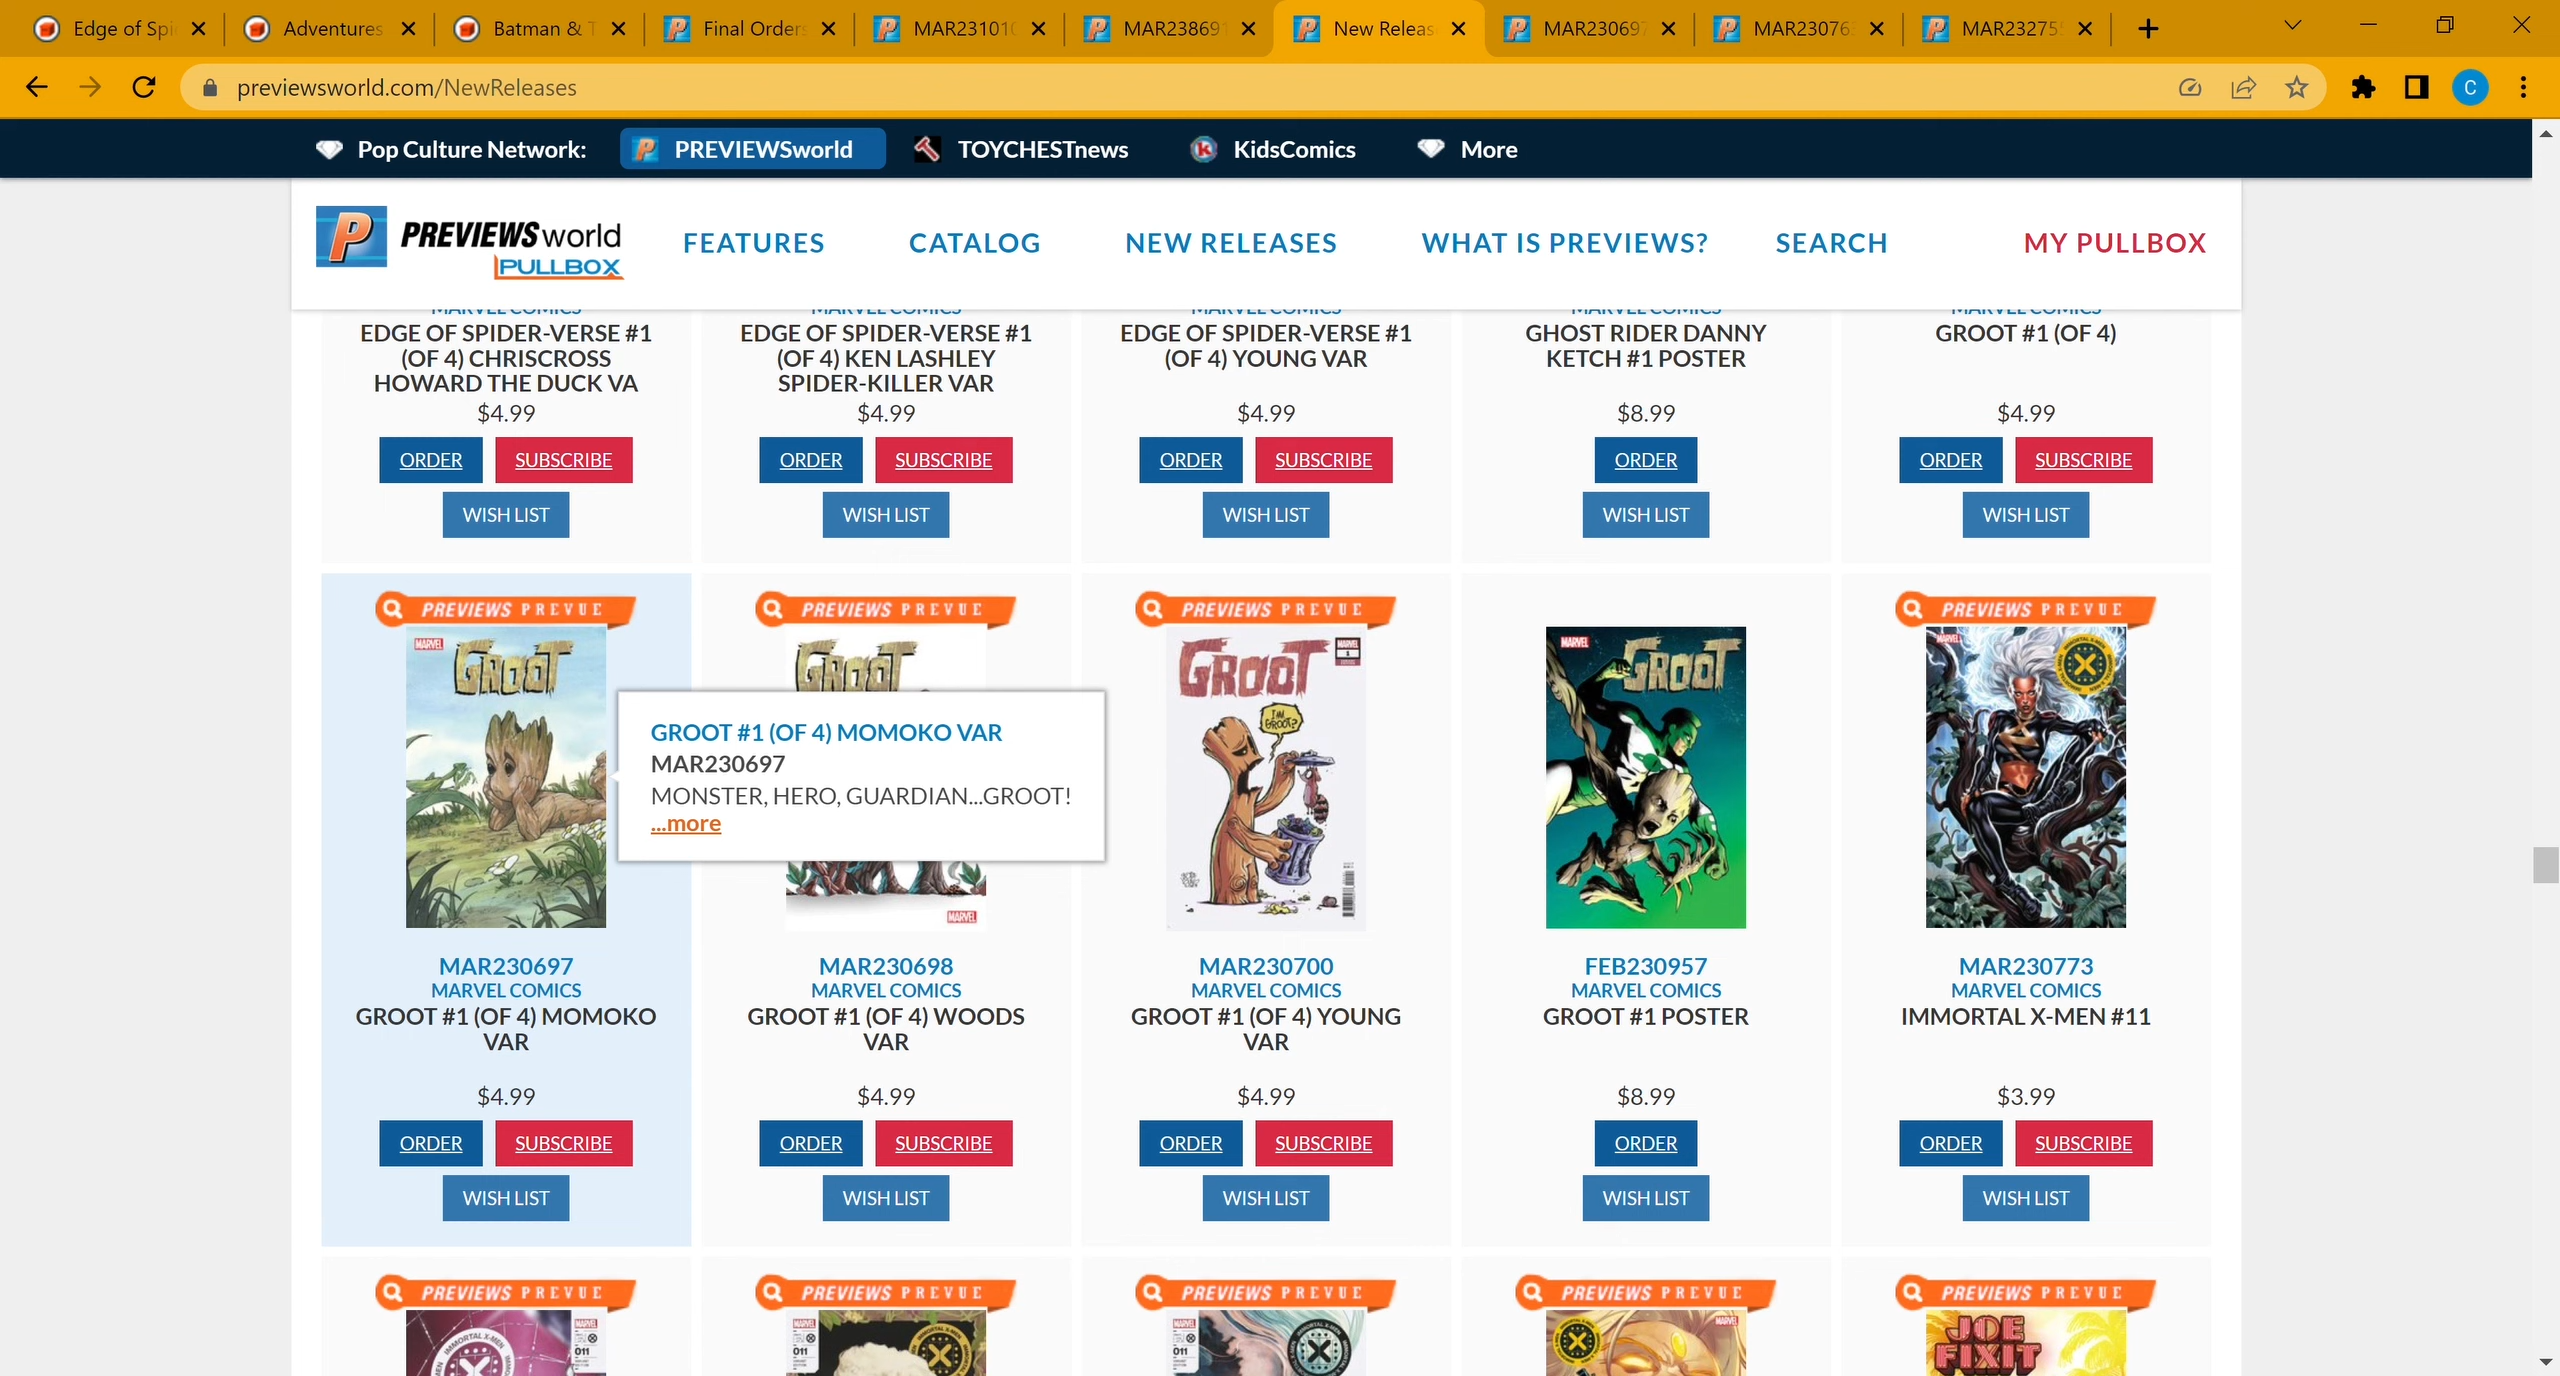 Edge of Spi
Adventures
Batman & T
Final Orders
MAR231010
MAR238691
New Releas
MAR230697
MAR23076
MAR232755
previewsworld.com/NewReleases
C
Pop Culture Network:
P PREVIEWSworld
TOYCHESTnews
K KidsComics
More
P PREVIEWSworld
PULLBOX
FEATURES
CATALOG
NEW RELEASES
WHAT IS PREVIEWS?
SEARCH
MY PULLBOX
MARVEL COMICS
EDGE OF SPIDER-VERSE #1
(OF 4) CHRISCROSS
HOWARD THE DUCK VA
$4.99
ORDER SUBSCRIBE
WISH LIST
MARVEL COMICS
EDGE OF SPIDER-VERSE #1
(OF 4) KEN LASHLEY
SPIDER-KILLER VAR
$4.99
ORDER SUBSCRIBE
WISH LIST
MARVEL COMICS
EDGE OF SPIDER-VERSE #1
(OF 4) YOUNG VAR
$4.99
ORDER SUBSCRIBE
WISH LIST
MARVEL COMICS
GHOST RIDER DANNY
KETCH #1 POSTER
$8.99
ORDER
WISH LIST
MARVEL COMICS
GROOT #1 (OF 4)
$4.99
ORDER SUBSCRIBE
WISH LIST
PREVIEWS PREVUE
MARVEL
GROOT
MAR230697
MARVEL COMICS
GROOT #1 (OF 4) MOMOKO
VAR
$4.99
ORDER SUBSCRIBE
WISH LIST
GROOT #1 (OF 4) MOMOKO VAR
MAR230697
MONSTER, HERO, GUARDIAN...GROOT!
...more
PREVIEWS PREVUE
GROOT
MARVEL
MAR230698
MARVEL COMICS
GROOT #1 (OF 4) WOODS
VAR
$4.99
ORDER SUBSCRIBE
WISH LIST
PREVIEWS PREVUE
GROOT
MARVEL
1
I'M
GROOT?
MAR230700
MARVEL COMICS
GROOT #1 (OF 4) YOUNG
VAR
$4.99
ORDER SUBSCRIBE
WISH LIST
MARVEL
GROOT
FEB230957
MARVEL COMICS
GROOT #1 POSTER
$8.99
ORDER
WISH LIST
PREVIEWS PREVUE
MARVEL
X
MAR230773
MARVEL COMICS
IMMORTAL X-MEN #11
$3.99
ORDER SUBSCRIBE
WISH LIST
PREVIEWS PREVUE
IMMORTAL X-MEN
MARVEL
011
PREVIEWS PREVUE
MARVEL
011
X
PREVIEWS PREVUE
MARVEL
011
X
PREVIEWS PREVUE
MARVEL
X
PREVIEWS PREVUE
JOE
FIXIT